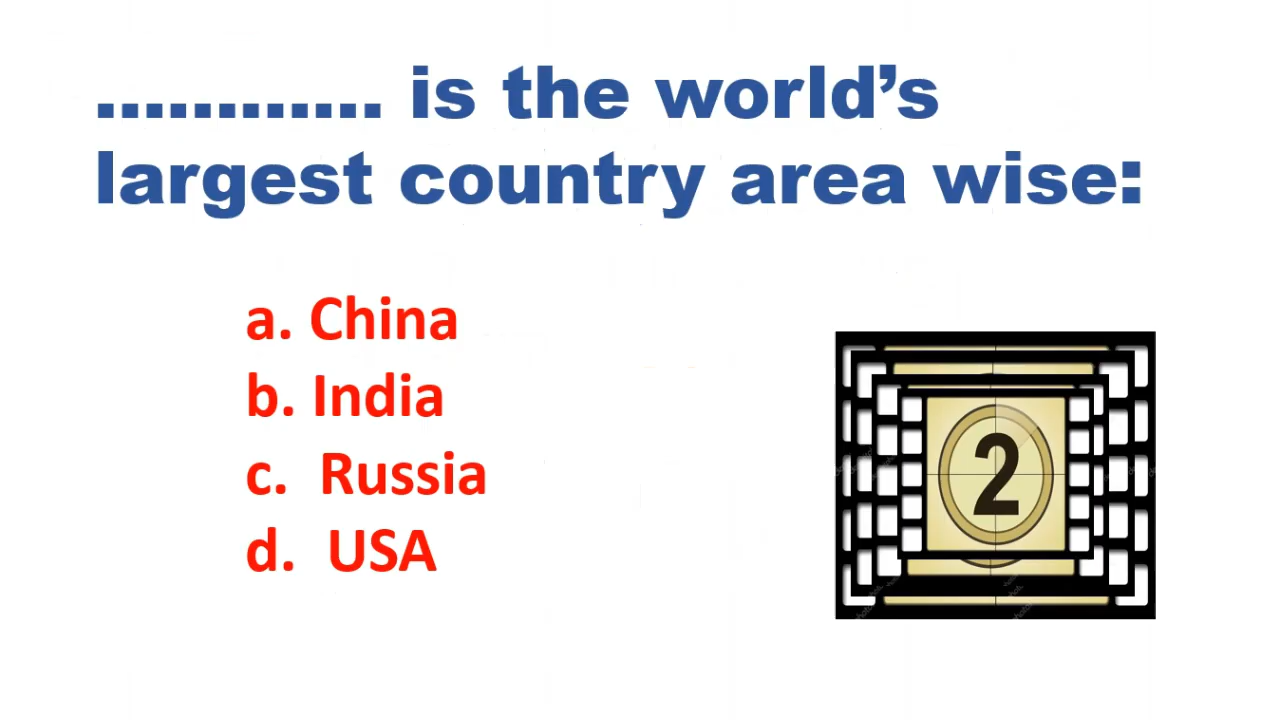 ............ is the world’s
largest country area wise:
a. China
b. India
c. Russia
d. USA
2